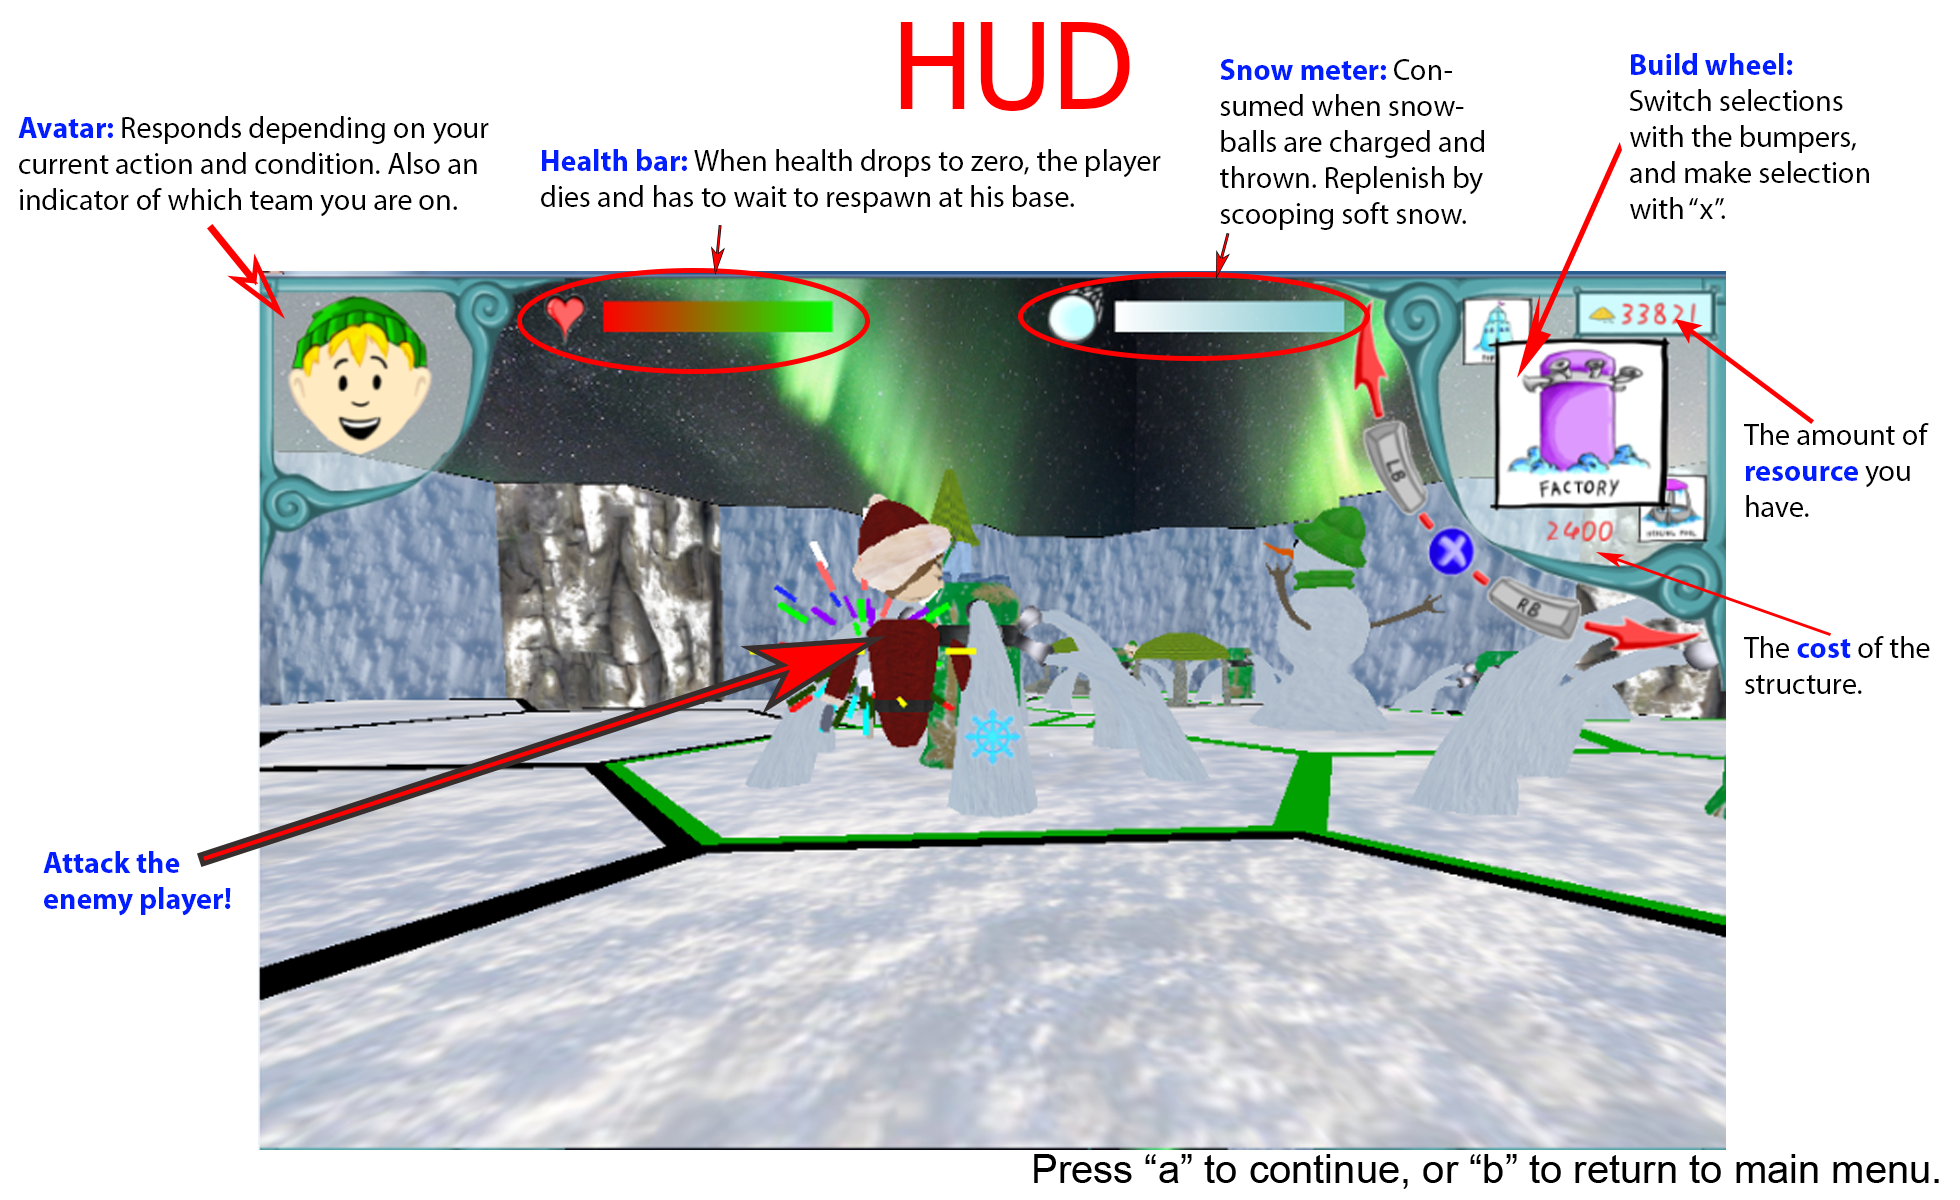 HUD
Avatar: Responds depending on your
current action and condition. Also an
indicator of which team you are on.
Health bar: When health drops to zero, the player
dies and has to wait to respawn at his base.
Snow meter: Con-
sumed when snow-
balls are charged and
thrown. Replenish by
scooping soft snow.
Build wheel:
Switch selections
with the bumpers,
and make selection
with “x”.
33821
FACTORY
2400
LB
X
RB
The amount of
resource you
have.
The cost of the
structure.
Attack the
enemy player!
Press “a” to continue, or “b” to return to main menu.